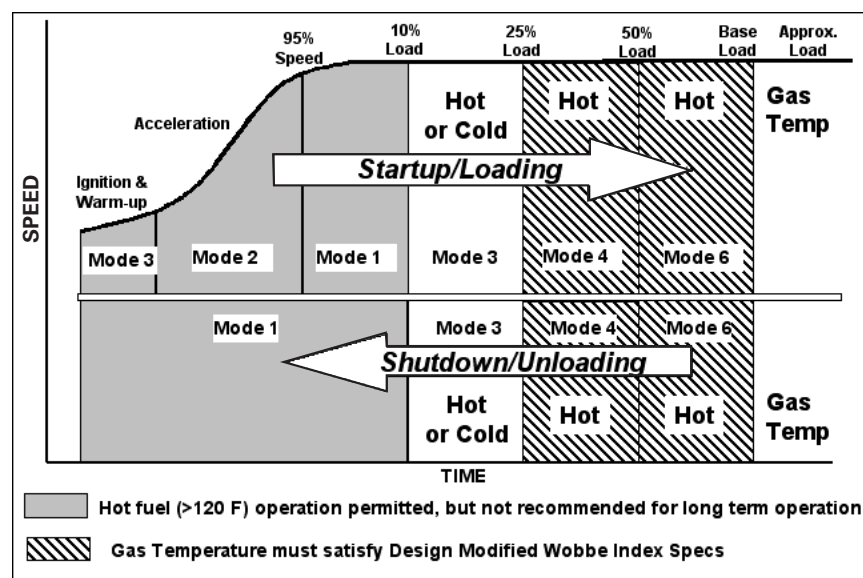 95%
Speed
10%
Load
25%
Load
50%
Load
Base
Load
Approx.
Load
Acceleration
Hot
or Cold
Hot
Hot
Gas
Temp
Startup/Loading
Ignition &
Warm-up
SPEED
Mode 3
Mode 2
Mode 1
Mode 3
Mode 4
Mode 6
Mode 1
Mode 3
Mode 4
Mode 6
Shutdown/Unloading
Hot
or Cold
Hot
Hot
Gas
Temp
TIME
Hot fuel (>120 F) operation permitted, but not recommended for long term operation
Gas Temperature must satisfy Design Modified Wobbe Index Specs